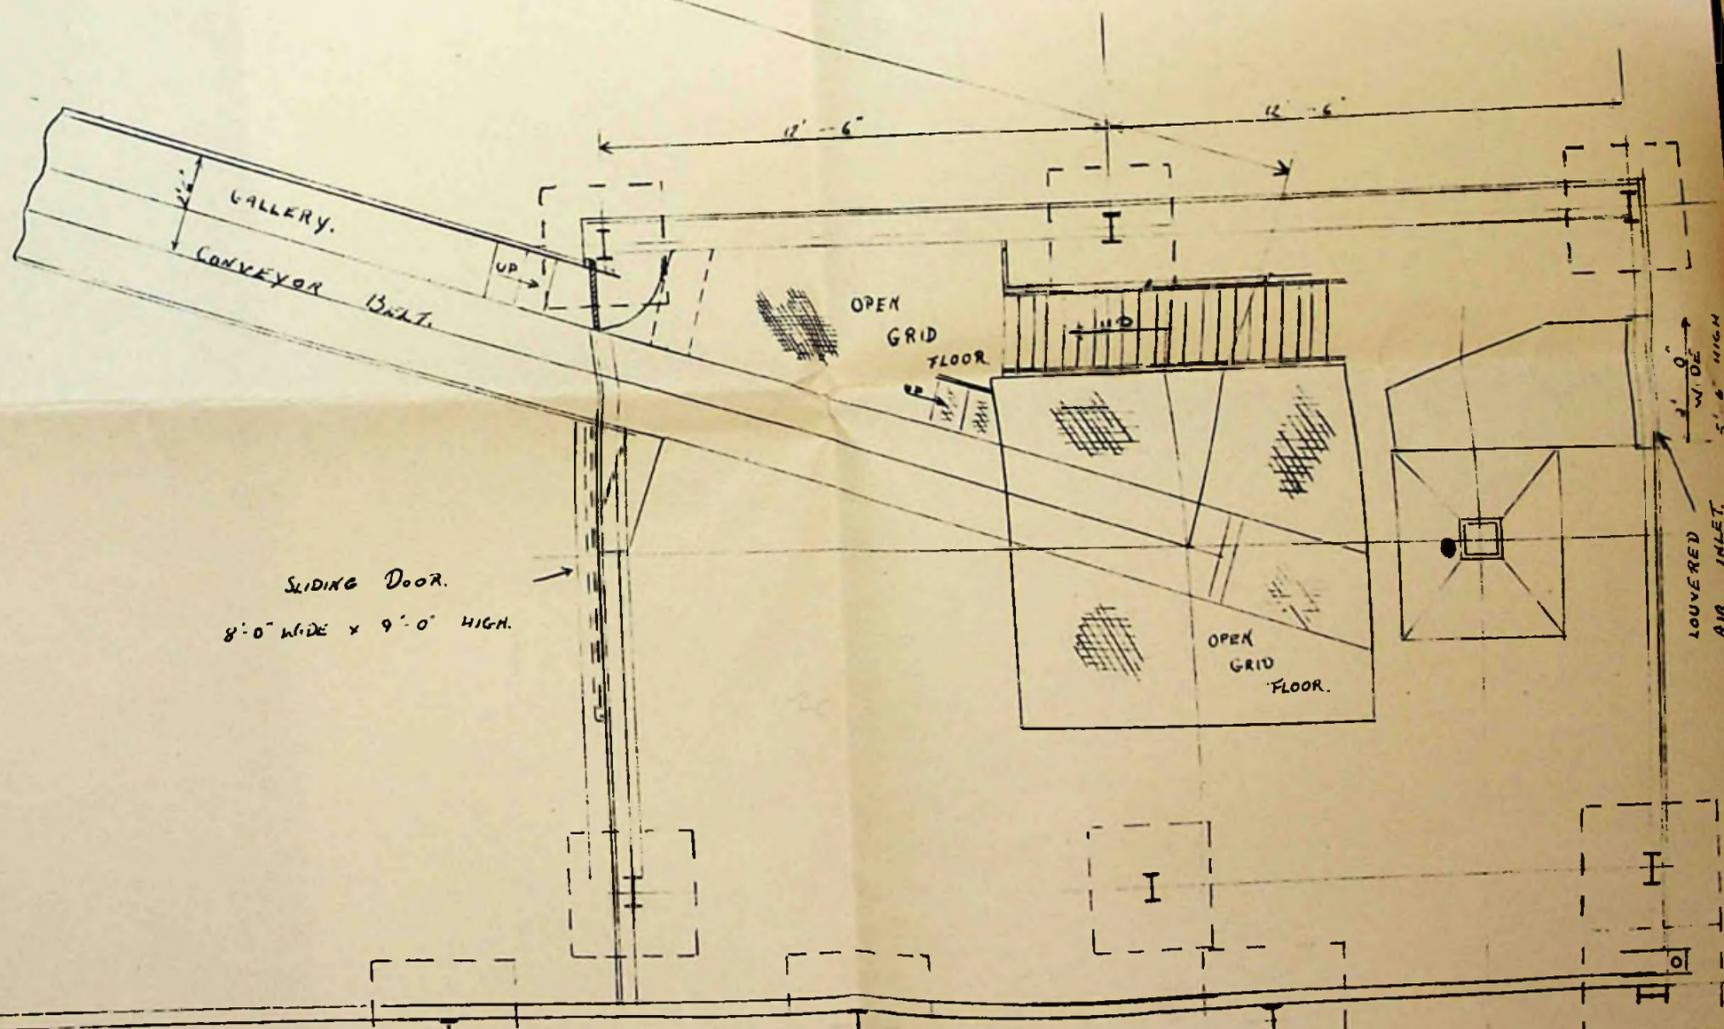 12' - 6"
12' - 6"
GALLERY.
CONVEYOR BELT.
UP
OPEN
GRID
FLOOR
UP
SLIDING DOOR.
8'-0" WIDE x 9'-0" HIGH.
OPEN
GRID
FLOOR.
WIDE
HIGH
LOUVERED
AIR INLET.